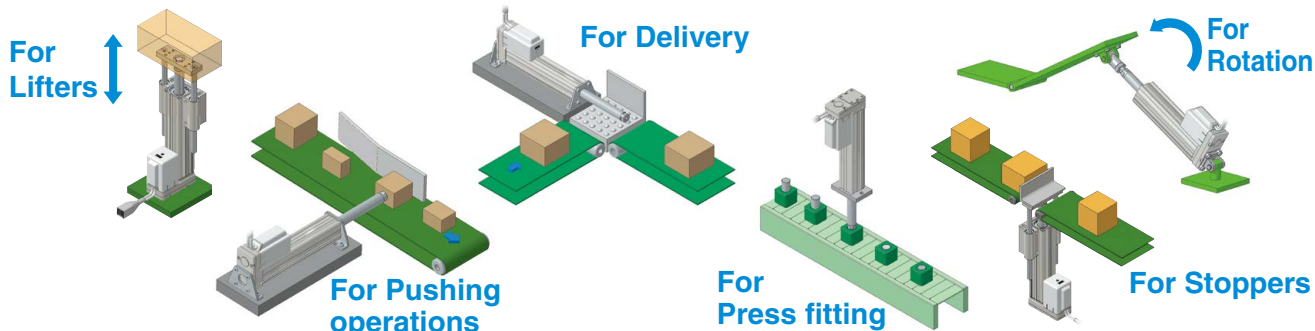 For
Lifters
For Delivery
For
Rotation
For Pushing
operations
For
Press fitting
For Stoppers